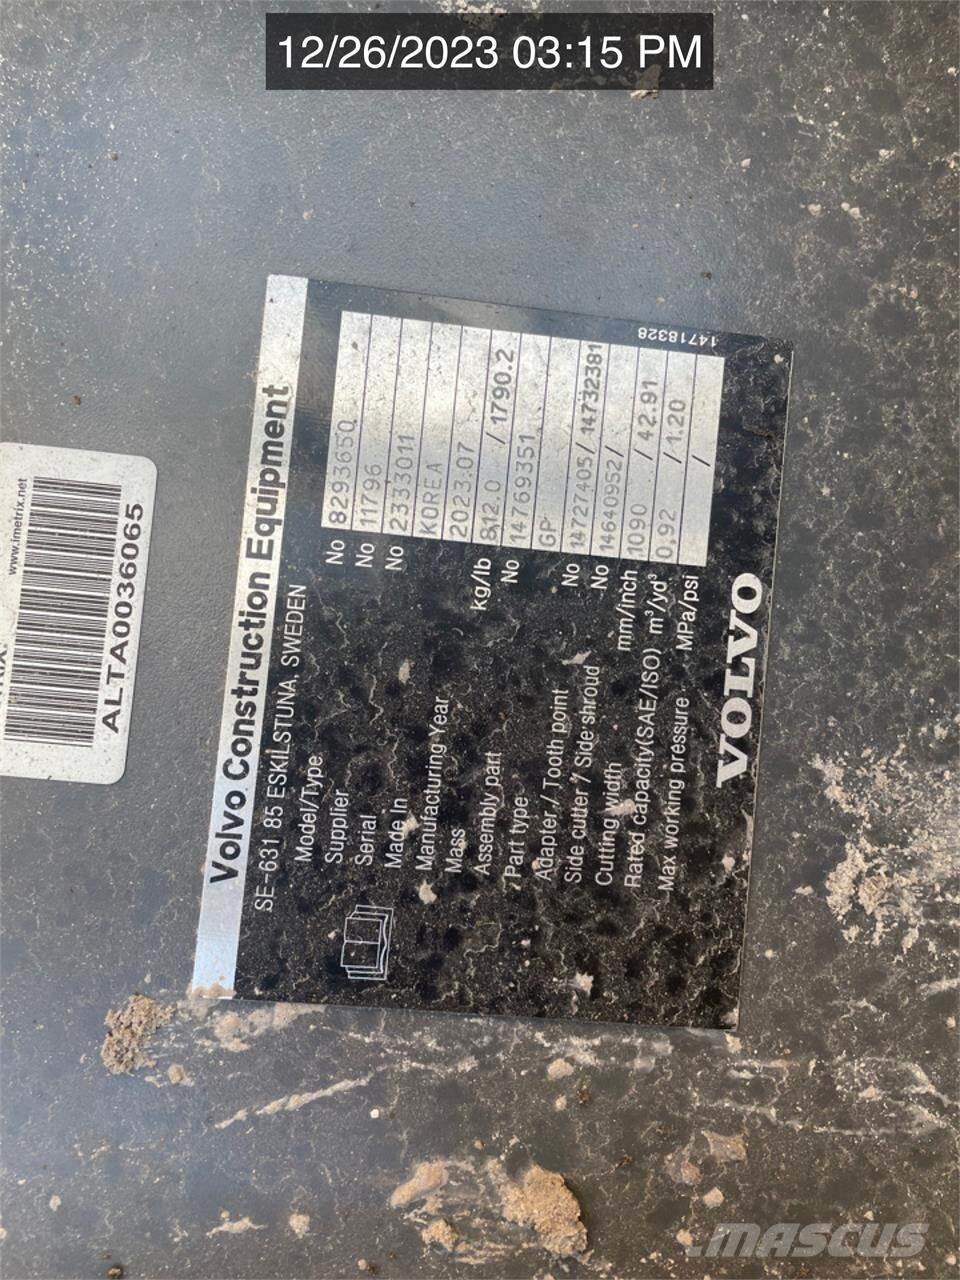 12/26/2023 03:15 PM
www.imetrix.net
ALTA0036065
Volvo Construction Equipment
SE-631 85 ESKILSTUNA, SWEDEN
Model/Type No 8293650
Supplier No 11796
Serial No 2333011
Made In KOREA
Manufacturing Year 2023.07
Mass kg/lb 812.0 / 1790.2
Assembly part No 14769351
Part type GP
Adapter / Tooth point No 14727405/ 14732381
Side cutter / Side shroud No 14640952/
Cutting width mm/inch 1090 / 42.91
Rated capacity(SAE/ISO) m³/yd³ 0.92 / 1.20
Max working pressure MPa/psi /
14718328
VOLVO
MASCUS